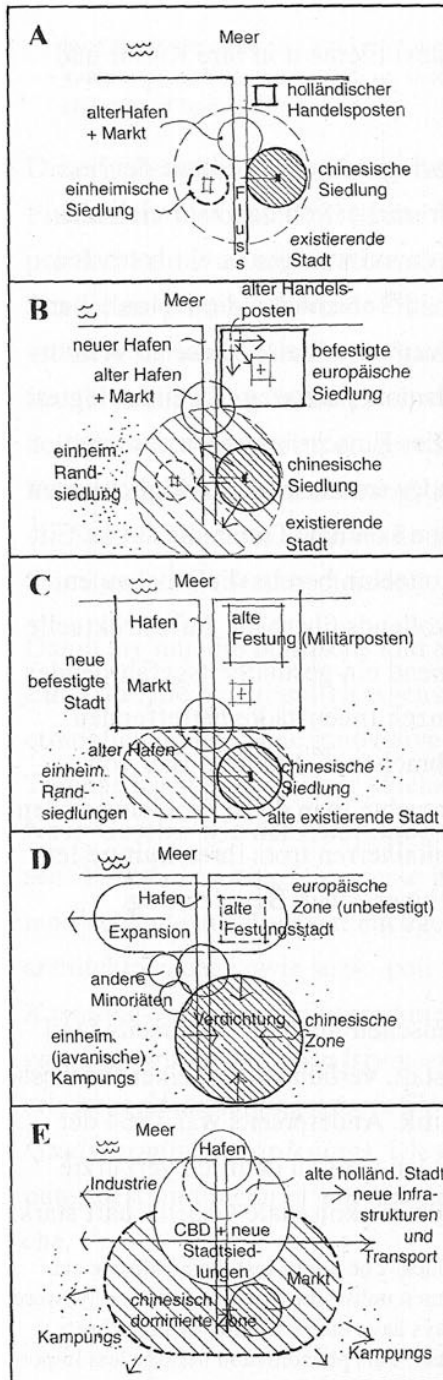 A
Meer
holländischer
Handelsposten
alterHafen
+ Markt
einheimische
Siedlung
Flus
chinesische
Siedlung
existierende
Stadt
B
Meer
alter Handels-
posten
neuer Hafen
alter Hafen
+ Markt
befestigte
europäische
Siedlung
einheim.
Rand-
siedlung
chinesische
Siedlung
existierende
Stadt
C
Meer
Hafen
alte
Festung (Militärposten)
neue
befestigte
Stadt
Markt
alter Hafen
einheim.
Rand-
siedlungen
chinesische
Siedlung
alte existierende Stadt
D
Meer
Hafen
Expansion
alte
Festungsstadt
europäische
Zone (unbefestigt)
andere
Minoriäten
Verdichtung
chinesische
Zone
einheim.
(javanische)
Kampungs
E
Meer
Hafen
Industrie
alte holländ. Stadt
neue Infra-
strukturen
und
Transport
CBD + neue
Stadtsied-
lungen
Markt
chinesisch
dominierte Zone
Kampungs
Kampungs